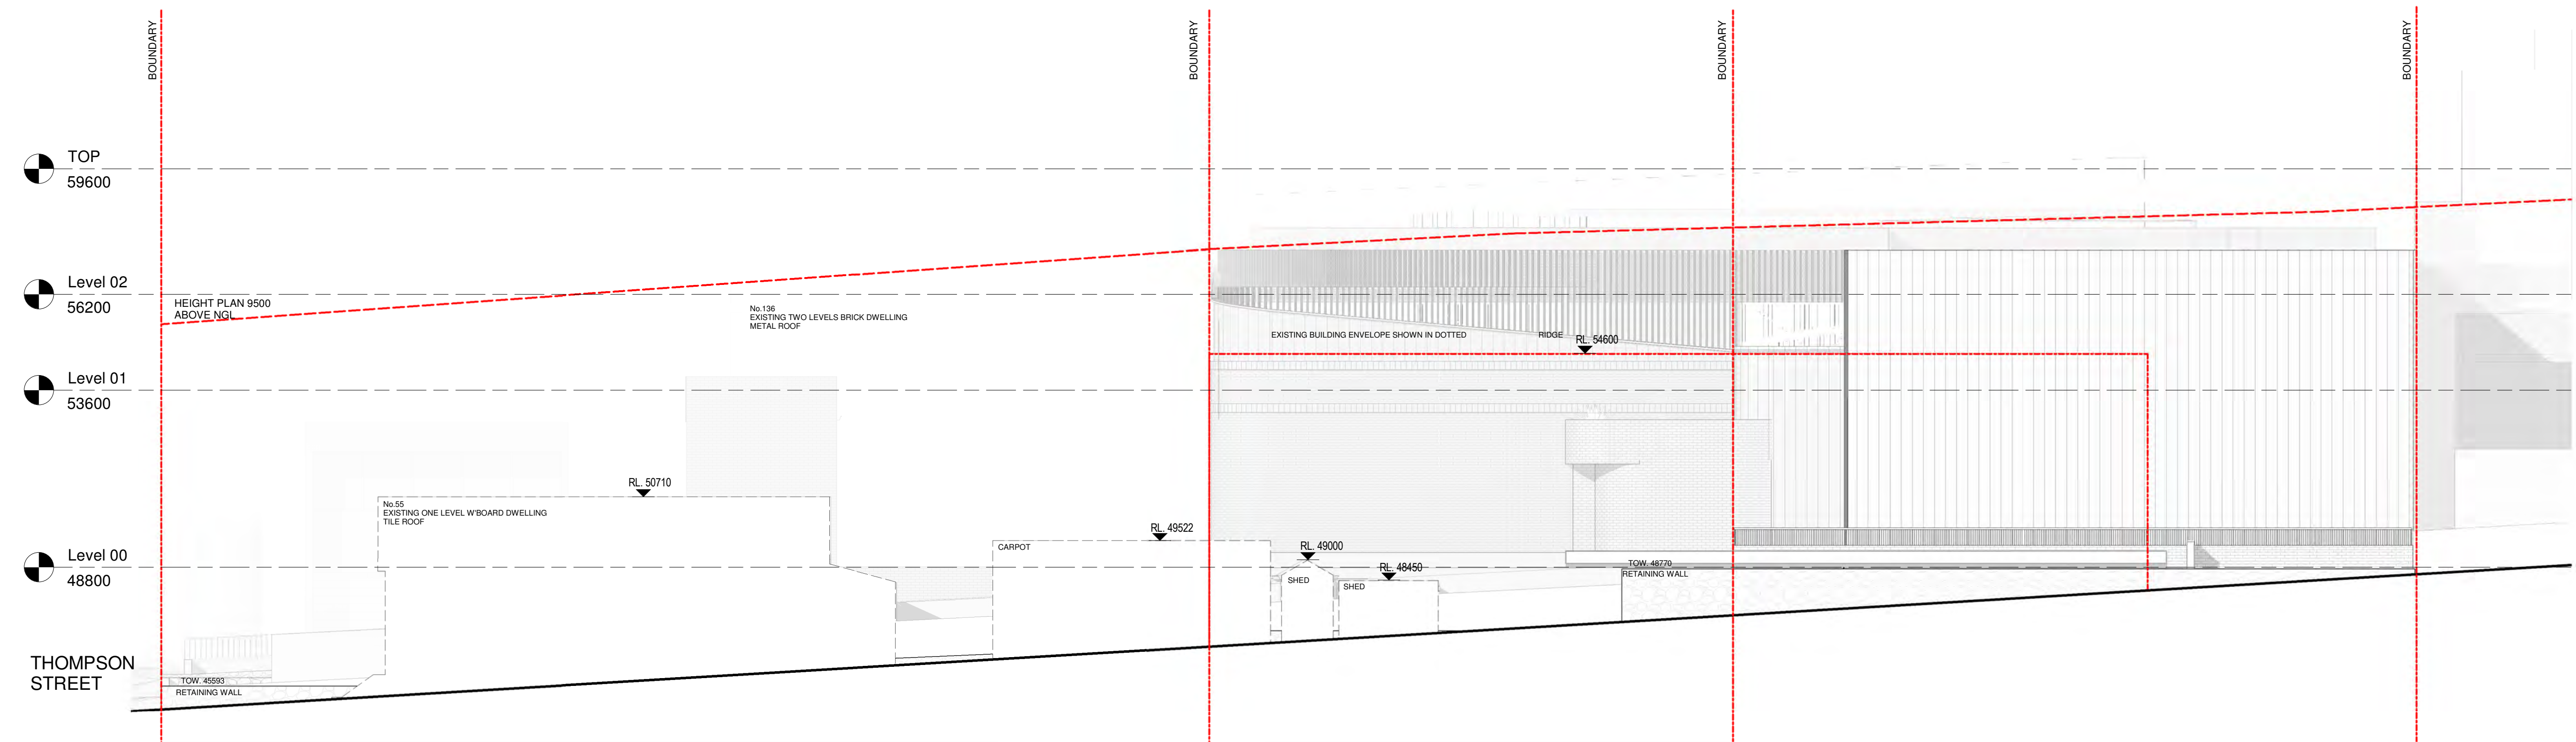 BOUNDARY
BOUNDARY
BOUNDARY
BOUNDARY
TOP
59600
Level 02
56200
HEIGHT PLAN 9500
ABOVE NGL
No.136
EXISTING TWO LEVELS BRICK DWELLING
METAL ROOF
EXISTING BUILDING ENVELOPE SHOWN IN DOTTED
RIDGE
RL. 54600
Level 01
53600
RL. 50710
No.55
EXISTING ONE LEVEL W'BOARD DWELLING
TILE ROOF
RL. 49522
CARPOT
RL. 49000
SHED
RL. 48450
SHED
TOW. 48770
RETAINING WALL
Level 00
48800
THOMPSON
STREET
TOW. 45593
RETAINING WALL